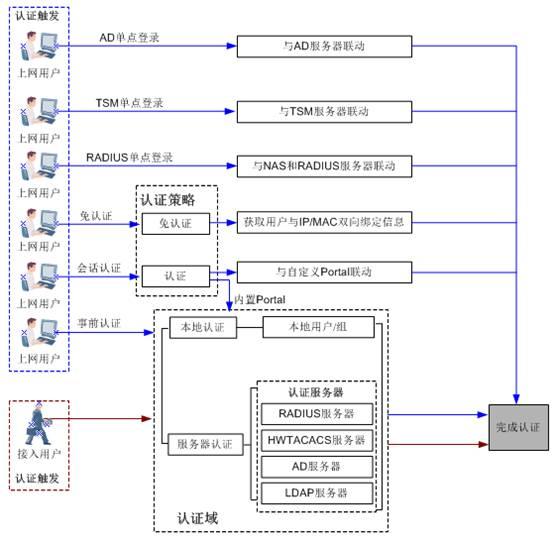 认证触发
AD单点登录
与AD服务器联动
上网用户
TSM单点登录
与TSM服务器联动
上网用户
RADIUS单点登录
与NAS和RADIUS服务器联动
上网用户
认证策略
免认证
免认证
获取用户与IP/MAC双向绑定信息
上网用户
会话认证
认证
与自定义Portal联动
上网用户
内置Portal
事前认证
本地认证
本地用户/组
上网用户
认证服务器
RADIUS服务器
HWTACACS服务器
服务器认证
AD服务器
LDAP服务器
完成认证
接入用户
认证触发
认证域